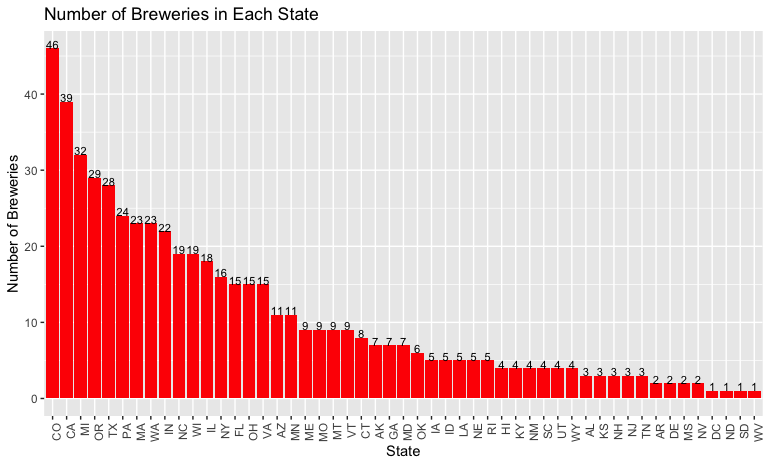 Number of Breweries in Each State
Number of Breweries
40
30
20
10
0
46 39 32 29 28 24 23 23 22 19 19 18 16 15 15 15 11 11 9 9 9 9 8 7 7 7 6 5 5 5 5 5 4 4 4 4 4 4 3 3 3 3 3 2 2 2 2 1 1 1 1
CO CA MI OR TX PA MA WA IN NC WI IL NY FL OH VA AZ MN ME MO MT VT CT AK GA MD OK IA ID LA NE RI HI KY NM SC UT WY AL KS NH NJ TN AR DE MS NV DC ND SD WV
State